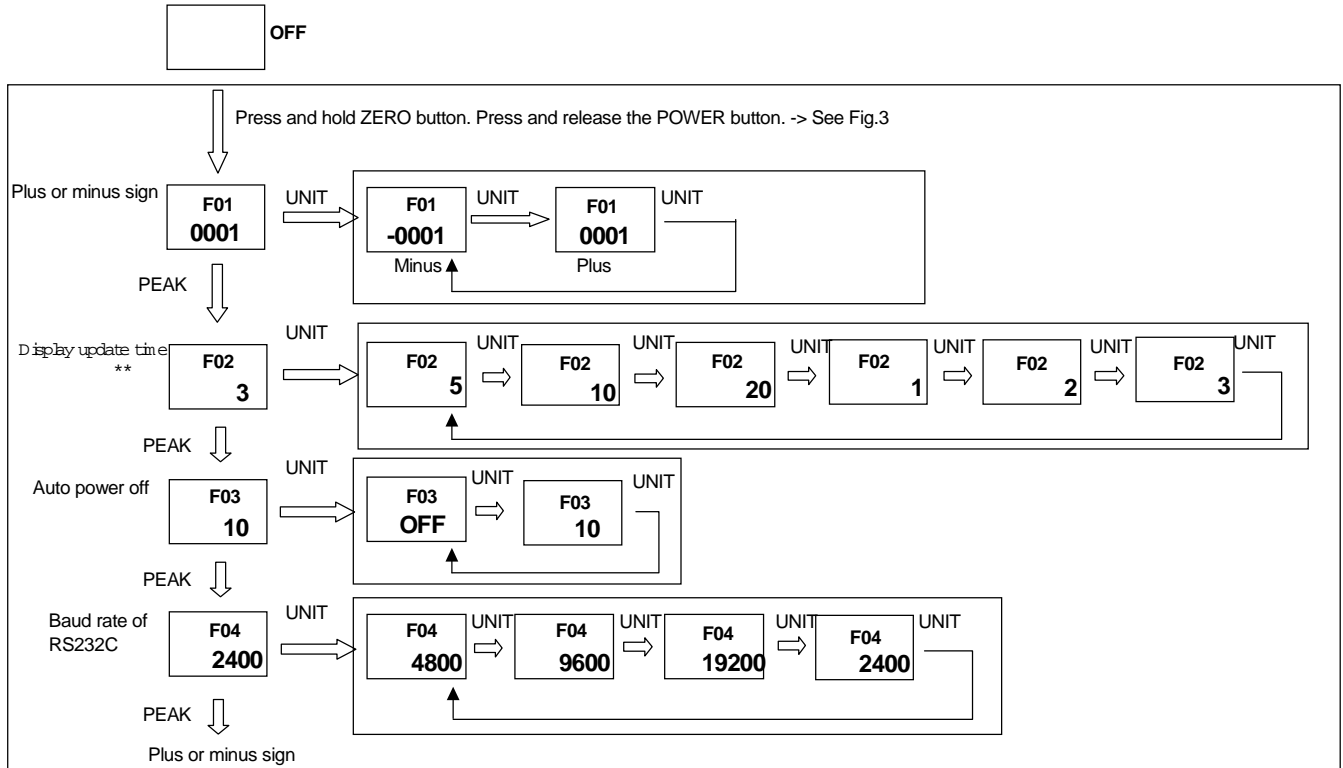 OFF
Press and hold ZERO button. Press and release the POWER button. -> See Fig.3
Plus or minus sign
F01
0001
UNIT
F01
-0001
Minus
UNIT
F01
0001
Plus
UNIT
PEAK
Display update time
**
F02
3
UNIT
F02
5
UNIT
F02
10
UNIT
F02
20
UNIT
F02
1
UNIT
F02
2
UNIT
F02
3
UNIT
PEAK
Auto power off
F03
10
UNIT
F03
OFF
UNIT
F03
10
UNIT
PEAK
Baud rate of
RS232C
F04
2400
UNIT
F04
4800
UNIT
F04
9600
UNIT
F04
19200
UNIT
F04
2400
UNIT
PEAK
Plus or minus sign